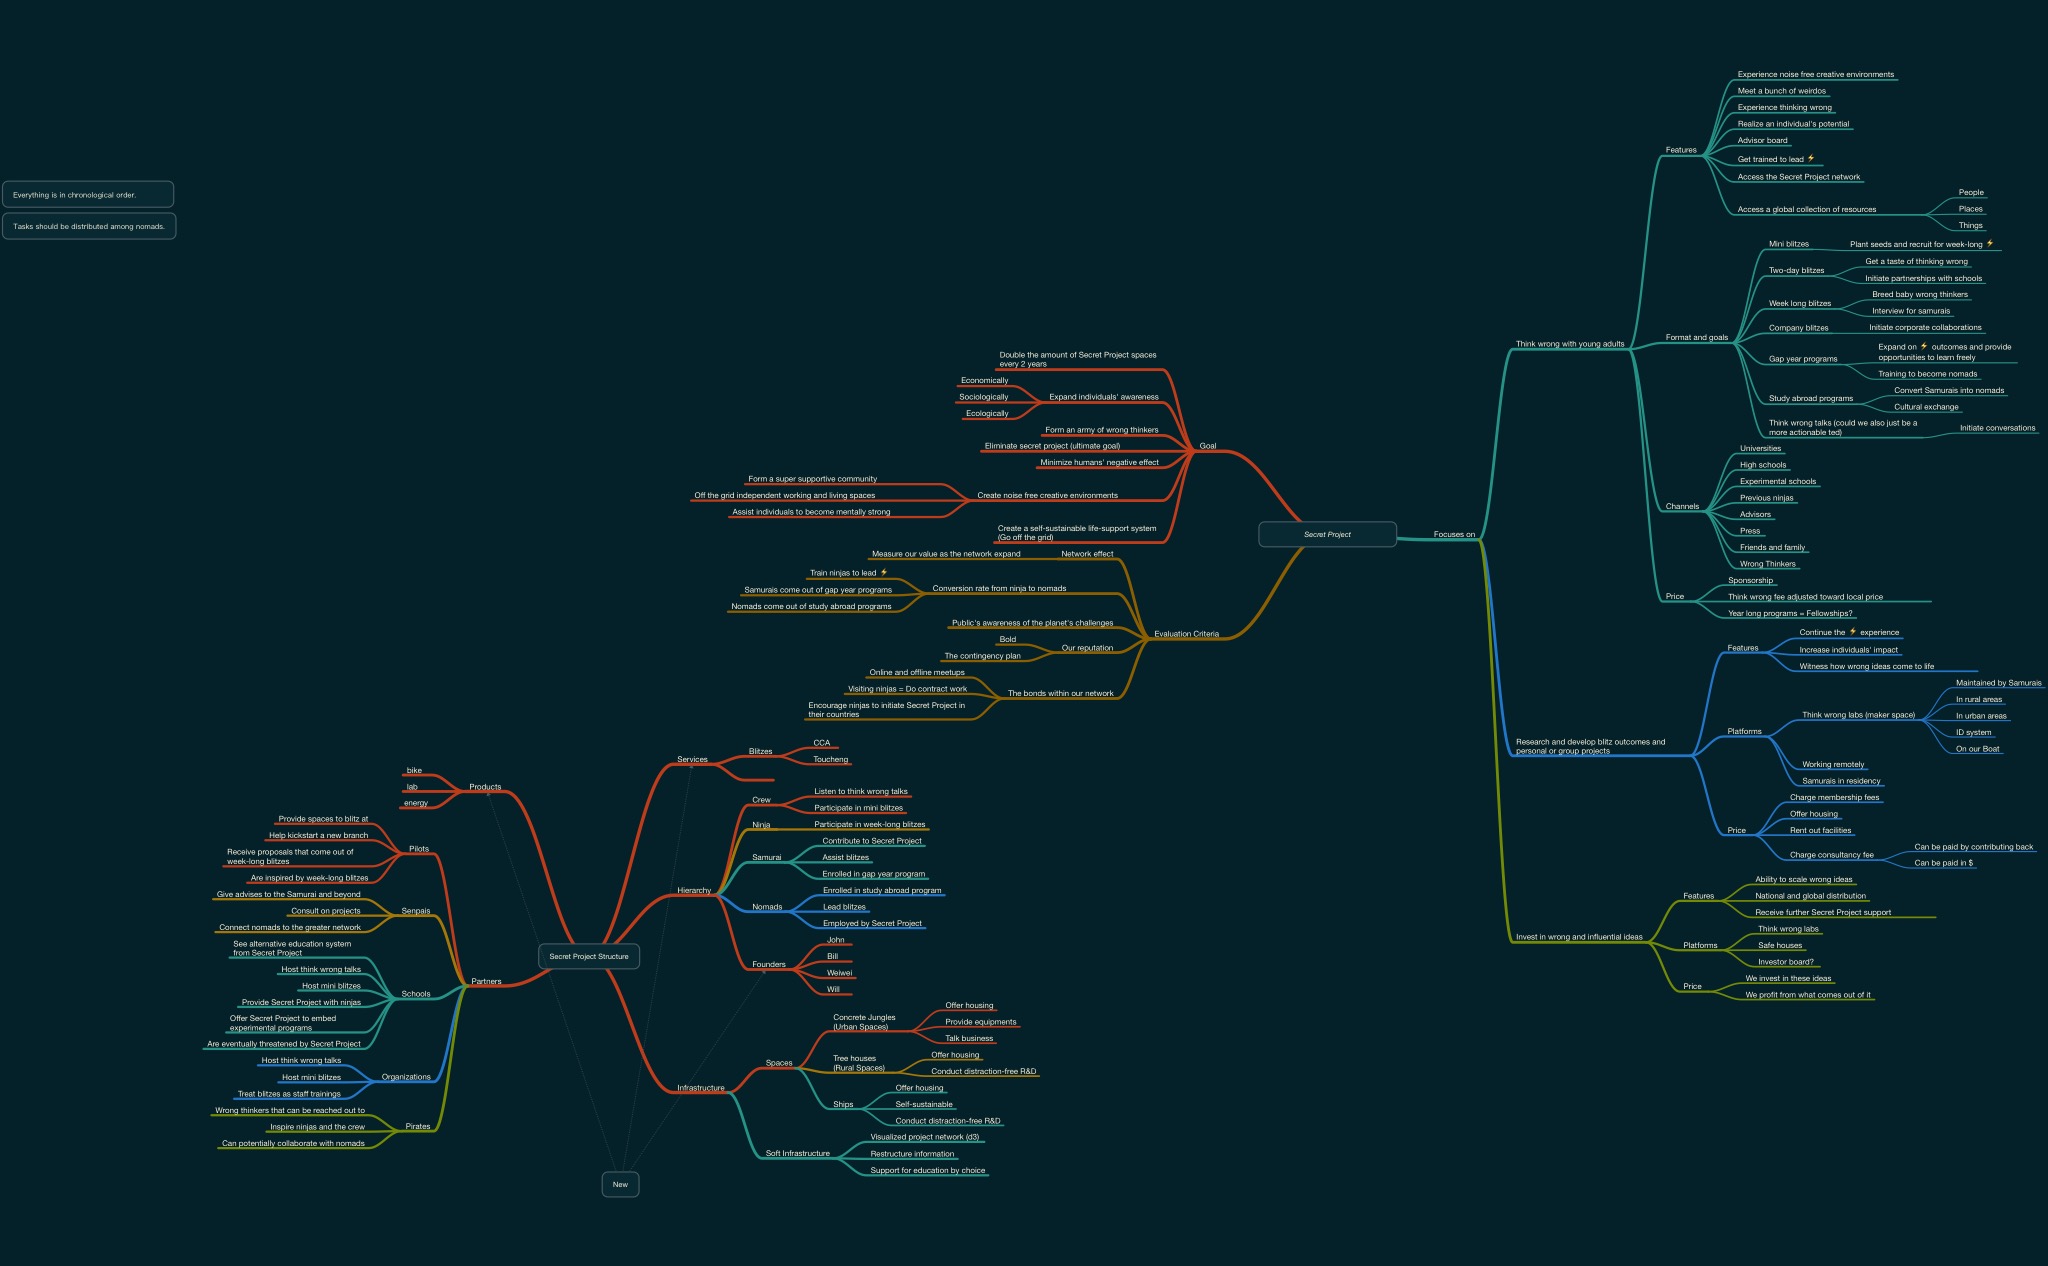 Everything is in chronological order.
Tasks should be distributed among nomads.
Secret Project
Goal
Double the amount of Secret Project spaces
every 2 years
Expand individuals' awareness
Economically
Sociologically
Ecologically
Form an army of wrong thinkers
Eliminate secret project (ultimate goal)
Minimize humans' negative effect
Create noise free creative environments
Form a super supportive community
Off the grid independent working and living spaces
Assist individuals to become mentally strong
Create a self-sustainable life-support system
(Go off the grid)
Evaluation Criteria
Network effect
Measure our value as the network expand
Conversion rate from ninja to nomads
Train ninjas to lead ⚡
Samurais come out of gap year programs
Nomads come out of study abroad programs
Public's awareness of the planet's challenges
Our reputation
Bold
The contingency plan
The bonds within our network
Online and offline meetups
Visiting ninjas = Do contract work
Encourage ninjas to initiate Secret Project in
their countries
Focuses on
Think wrong with young adults
Features
Experience noise free creative environments
Meet a bunch of weirdos
Experience thinking wrong
Realize an individual's potential
Advisor board
Get trained to lead ⚡
Access the Secret Project network
Access a global collection of resources
People
Places
Things
Format and goals
Mini blitzes
Plant seeds and recruit for week-long ⚡
Two-day blitzes
Get a taste of thinking wrong
Initiate partnerships with schools
Week long blitzes
Breed baby wrong thinkers
Interview for samurais
Company blitzes
Initiate corporate collaborations
Gap year programs
Expand on ⚡ outcomes and provide
opportunities to learn freely
Training to become nomads
Study abroad programs
Convert Samurais into nomads
Cultural exchange
Think wrong talks (could we also just be a
more actionable ted)
Initiate conversations
Channels
Universities
High schools
Experimental schools
Previous ninjas
Advisors
Press
Friends and family
Wrong Thinkers
Price
Sponsorship
Think wrong fee adjusted toward local price
Year long programs = Fellowships?
Research and develop blitz outcomes and
personal or group projects
Features
Continue the ⚡ experience
Increase individuals' impact
Witness how wrong ideas come to life
Platforms
Think wrong labs (maker space)
Maintained by Samurais
In rural areas
In urban areas
ID system
On our Boat
Working remotely
Samurais in residency
Price
Charge membership fees
Offer housing
Rent out facilities
Charge consultancy fee
Can be paid by contributing back
Can be paid in $
Invest in wrong and influential ideas
Features
Ability to scale wrong ideas
National and global distribution
Receive further Secret Project support
Platforms
Think wrong labs
Safe houses
Investor board?
Price
We invest in these ideas
We profit from what comes out of it
Secret Project Structure
Products
bike
lab
energy
Partners
Pilots
Provide spaces to blitz at
Help kickstart a new branch
Receive proposals that come out of
week-long blitzes
Are inspired by week-long blitzes
Senpais
Give advises to the Samurai and beyond
Consult on projects
Connect nomads to the greater network
Schools
See alternative education system
from Secret Project
Host think wrong talks
Host mini blitzes
Provide Secret Project with ninjas
Offer Secret Project to embed
experimental programs
Are eventually threatened by Secret Project
Organizations
Host think wrong talks
Host mini blitzes
Treat blitzes as staff trainings
Pirates
Wrong thinkers that can be reached out to
Inspire ninjas and the crew
Can potentially collaborate with nomads
Services
Blitzes
CCA
Toucheng
Hierarchy
Crew
Listen to think wrong talks
Participate in mini blitzes
Ninja
Participate in week-long blitzes
Samurai
Contribute to Secret Project
Assist blitzes
Enrolled in gap year program
Nomads
Enrolled in study abroad program
Lead blitzes
Employed by Secret Project
Founders
John
Bill
Weiwei
Will
Infrastructure
Spaces
Concrete Jungles
(Urban Spaces)
Offer housing
Provide equipments
Talk business
Tree houses
(Rural Spaces)
Offer housing
Conduct distraction-free R&D
Ships
Offer housing
Self-sustainable
Conduct distraction-free R&D
Soft Infrastructure
Visualized project network (d3)
Restructure information
Support for education by choice
New